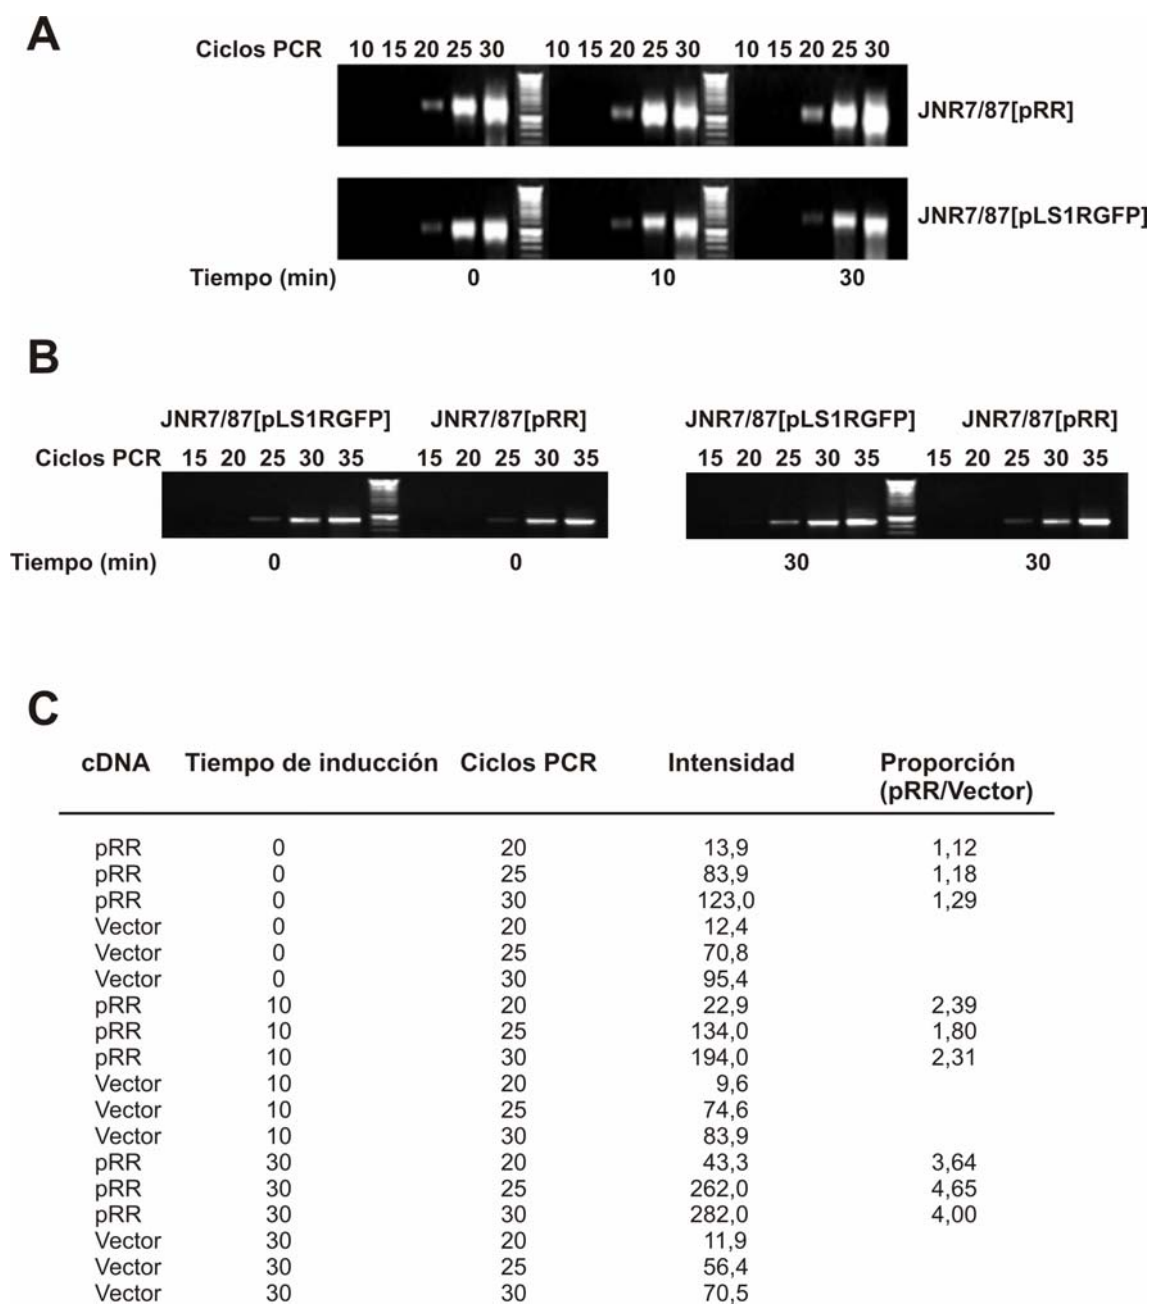 A
Ciclos PCR 10 15 20 25 30 10 15 20 25 30 10 15 20 25 30
JNR7/87[pRR]
JNR7/87[pLS1RGFP]
Tiempo (min) 0 10 30
B
JNR7/87[pLS1RGFP] JNR7/87[pRR] JNR7/87[pLS1RGFP] JNR7/87[pRR]
Ciclos PCR 15 20 25 30 35 15 20 25 30 35 15 20 25 30 35 15 20 25 30 35
Tiempo (min) 0 0 30 30
C
cDNA Tiempo de inducción Ciclos PCR Intensidad Proporción
(pRR/Vector)
pRR 0 20 13,9 1,12
pRR 0 25 83,9 1,18
pRR 0 30 123,0 1,29
Vector 0 20 12,4
Vector 0 25 70,8
Vector 0 30 95,4
pRR 10 20 22,9 2,39
pRR 10 25 134,0 1,80
pRR 10 30 194,0 2,31
Vector 10 20 9,6
Vector 10 25 74,6
Vector 10 30 83,9
pRR 30 20 43,3 3,64
pRR 30 25 262,0 4,65
pRR 30 30 282,0 4,00
Vector 30 20 11,9
Vector 30 25 56,4
Vector 30 30 70,5